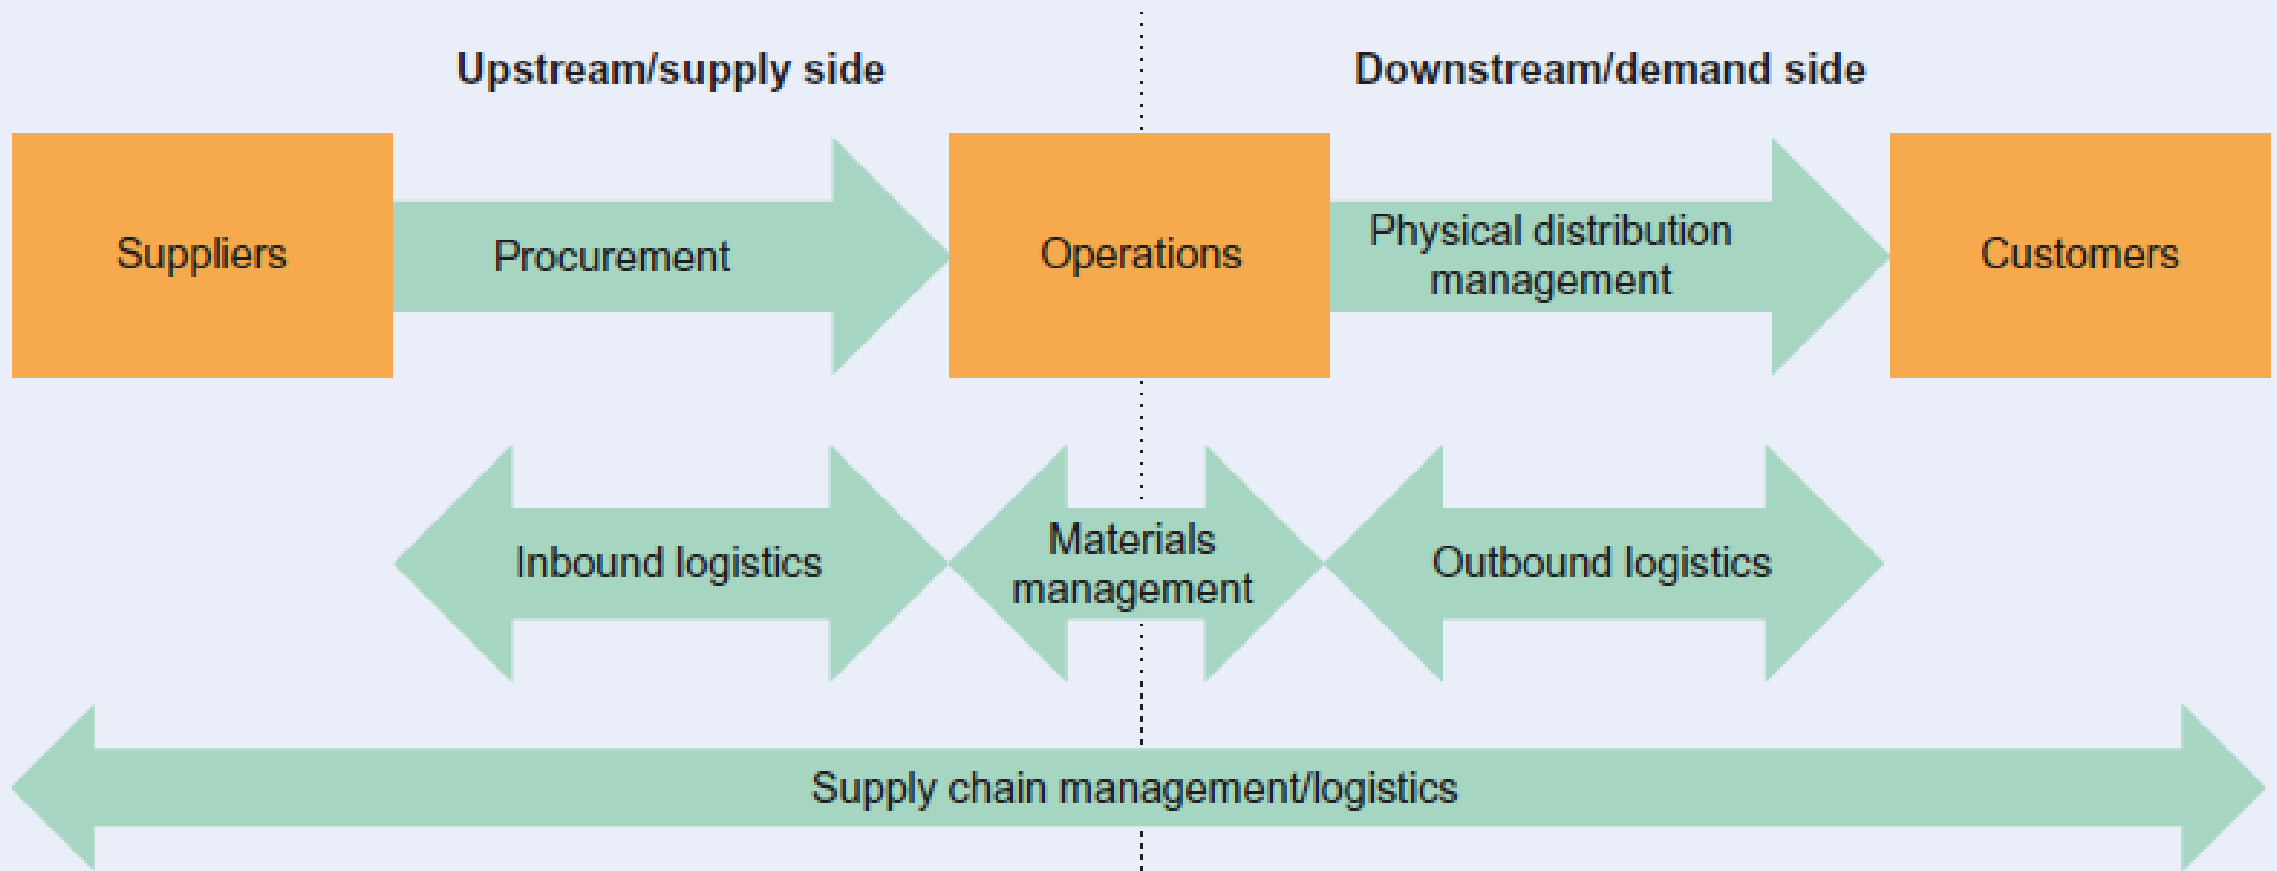 Upstream/supply side
Downstream/demand side
Suppliers
Procurement
Operations
Physical distribution
management
Customers
Inbound logistics
Materials
management
Outbound logistics
Supply chain management/logistics